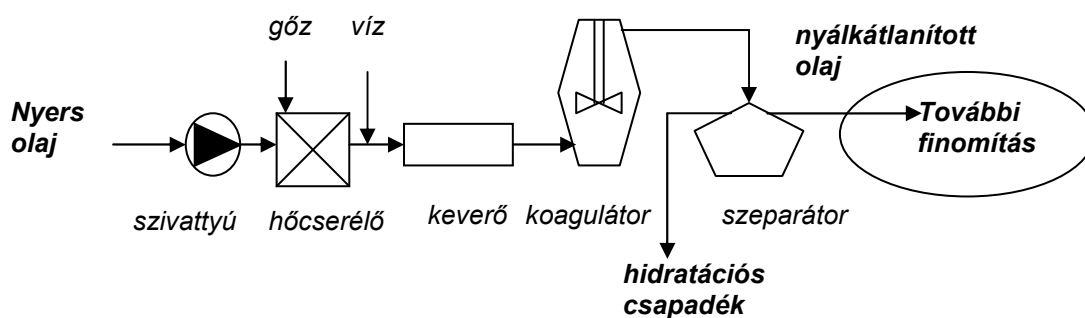 gőz
víz
nyálkátlanított
olaj
Nyers
olaj
További
finomítás
szivattyú
hőcserélő
keverő
koagulátor
szeparátor
hidratációs
csapadék